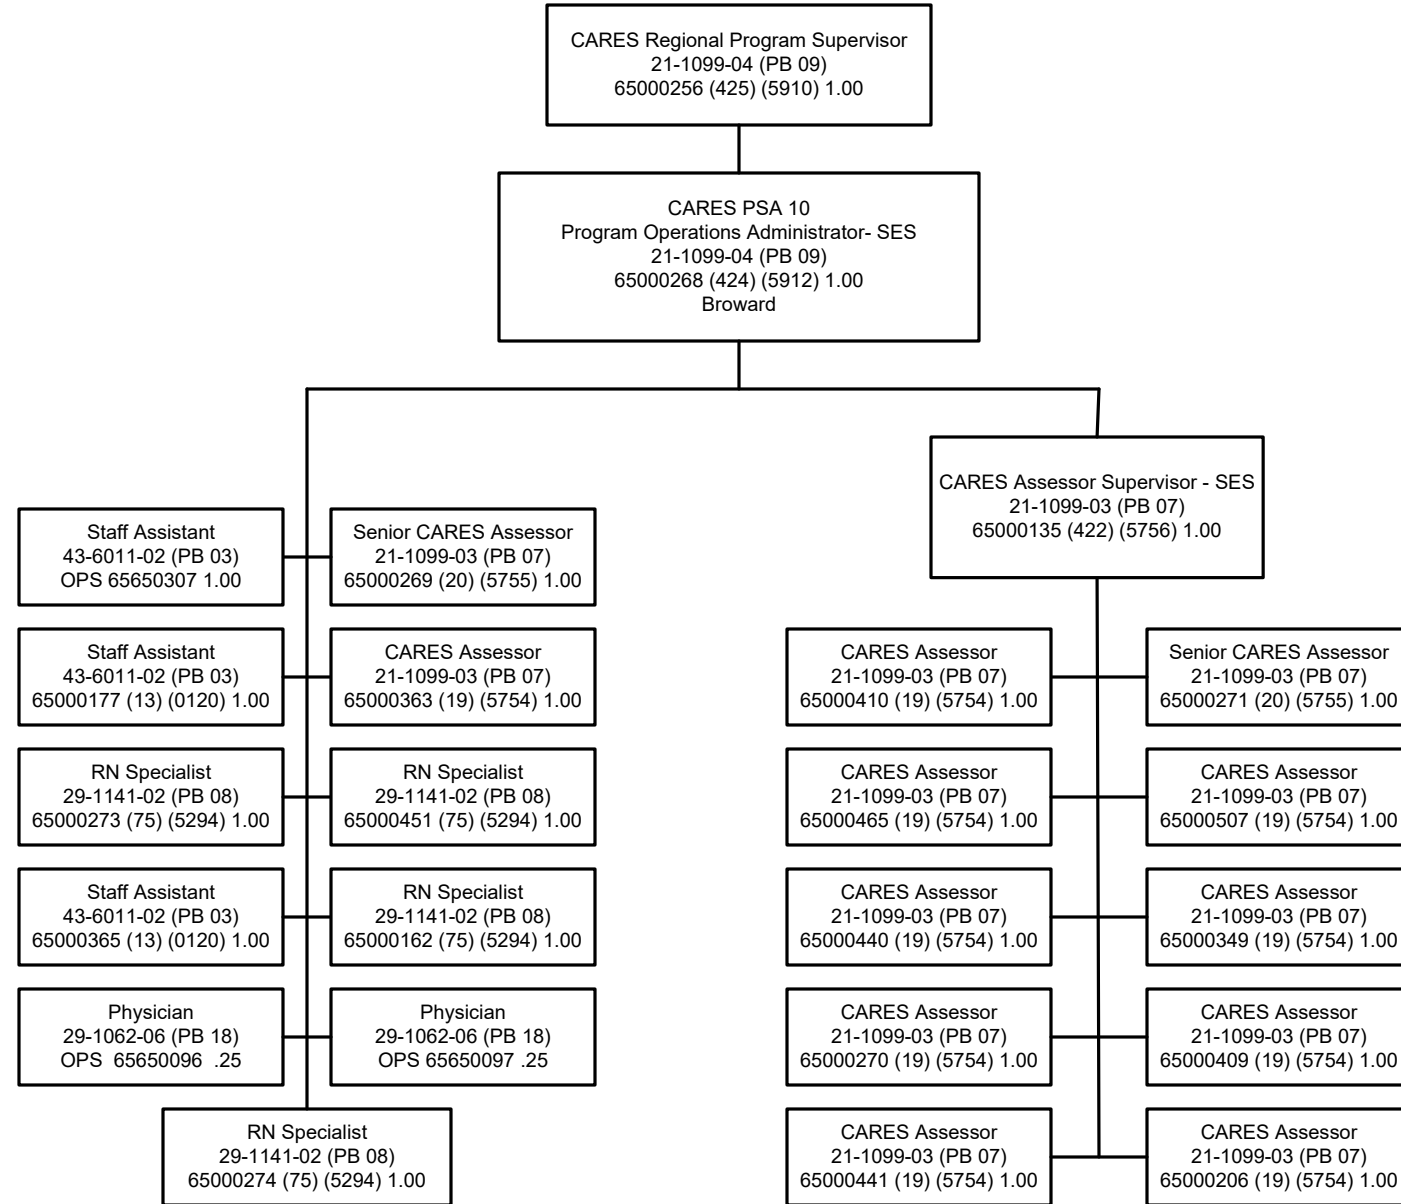 CARES Regional Program Supervisor
21-1099-04 (PB 09)
65000256 (425) (5910) 1.00
CARES PSA 10
Program Operations Administrator- SES
21-1099-04 (PB 09)
65000268 (424) (5912) 1.00
Broward
CARES Assessor Supervisor - SES
21-1099-03 (PB 07)
65000135 (422) (5756) 1.00
Staff Assistant
43-6011-02 (PB 03)
OPS 65650307 1.00
Senior CARES Assessor
21-1099-03 (PB 07)
65000269 (20) (5755) 1.00
Staff Assistant
43-6011-02 (PB 03)
65000177 (13) (0120) 1.00
CARES Assessor
21-1099-03 (PB 07)
65000363 (19) (5754) 1.00
RN Specialist
29-1141-02 (PB 08)
65000273 (75) (5294) 1.00
RN Specialist
29-1141-02 (PB 08)
65000451 (75) (5294) 1.00
Staff Assistant
43-6011-02 (PB 03)
65000365 (13) (0120) 1.00
RN Specialist
29-1141-02 (PB 08)
65000162 (75) (5294) 1.00
Physician
29-1062-06 (PB 18)
OPS  65650096  .25
Physician
29-1062-06 (PB 18)
OPS 65650097 .25
RN Specialist
29-1141-02 (PB 08)
65000274 (75) (5294) 1.00
CARES Assessor
21-1099-03 (PB 07)
65000410 (19) (5754) 1.00
Senior CARES Assessor
21-1099-03 (PB 07)
65000271 (20) (5755) 1.00
CARES Assessor
21-1099-03 (PB 07)
65000465 (19) (5754) 1.00
CARES Assessor
21-1099-03 (PB 07)
65000507 (19) (5754) 1.00
CARES Assessor
21-1099-03 (PB 07)
65000440 (19) (5754) 1.00
CARES Assessor
21-1099-03 (PB 07)
65000349 (19) (5754) 1.00
CARES Assessor
21-1099-03 (PB 07)
65000270 (19) (5754) 1.00
CARES Assessor
21-1099-03 (PB 07)
65000409 (19) (5754) 1.00
CARES Assessor
21-1099-03 (PB 07)
65000441 (19) (5754) 1.00
CARES Assessor
21-1099-03 (PB 07)
65000206 (19) (5754) 1.00